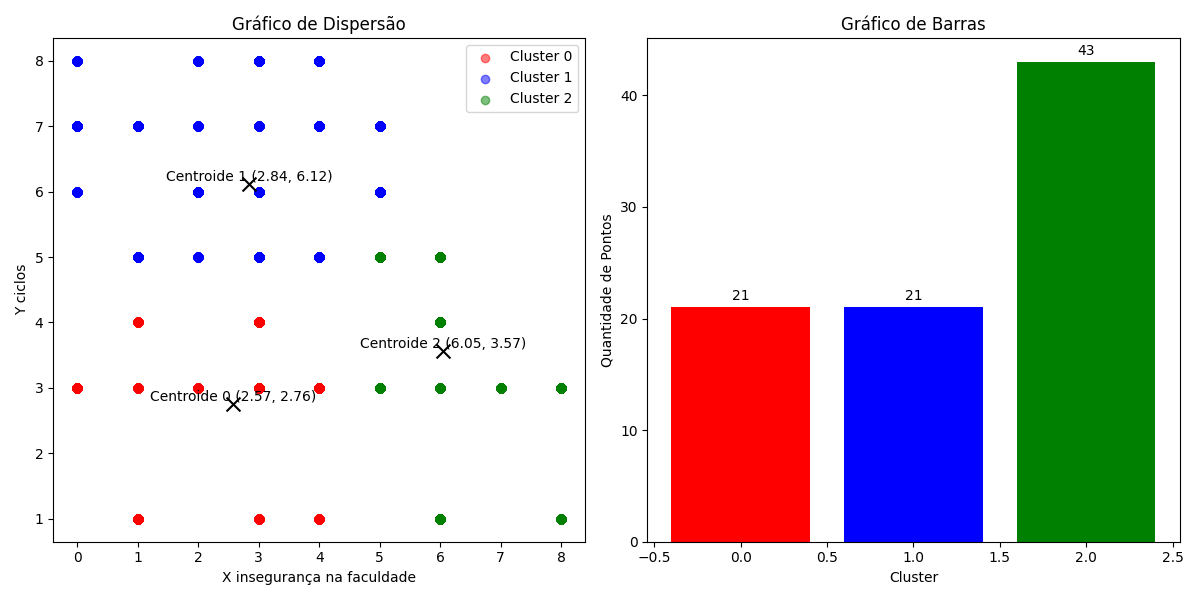 Gráfico de Dispersão
Cluster 0
Cluster 1
Cluster 2
8
7
6
5
4
3
2
1
Y ciclos
Centroide 1 (2.84, 6.12)
Centroide 2 (6.05, 3.57)
Centroide 0 (2.57, 2.76)
0 1 2 3 4 5 6 7 8
X insegurança na faculdade
Gráfico de Barras
43
21
21
40
30
20
10
0
Quantidade de Pontos
−0.5 0.0 0.5 1.0 1.5 2.0 2.5
Cluster